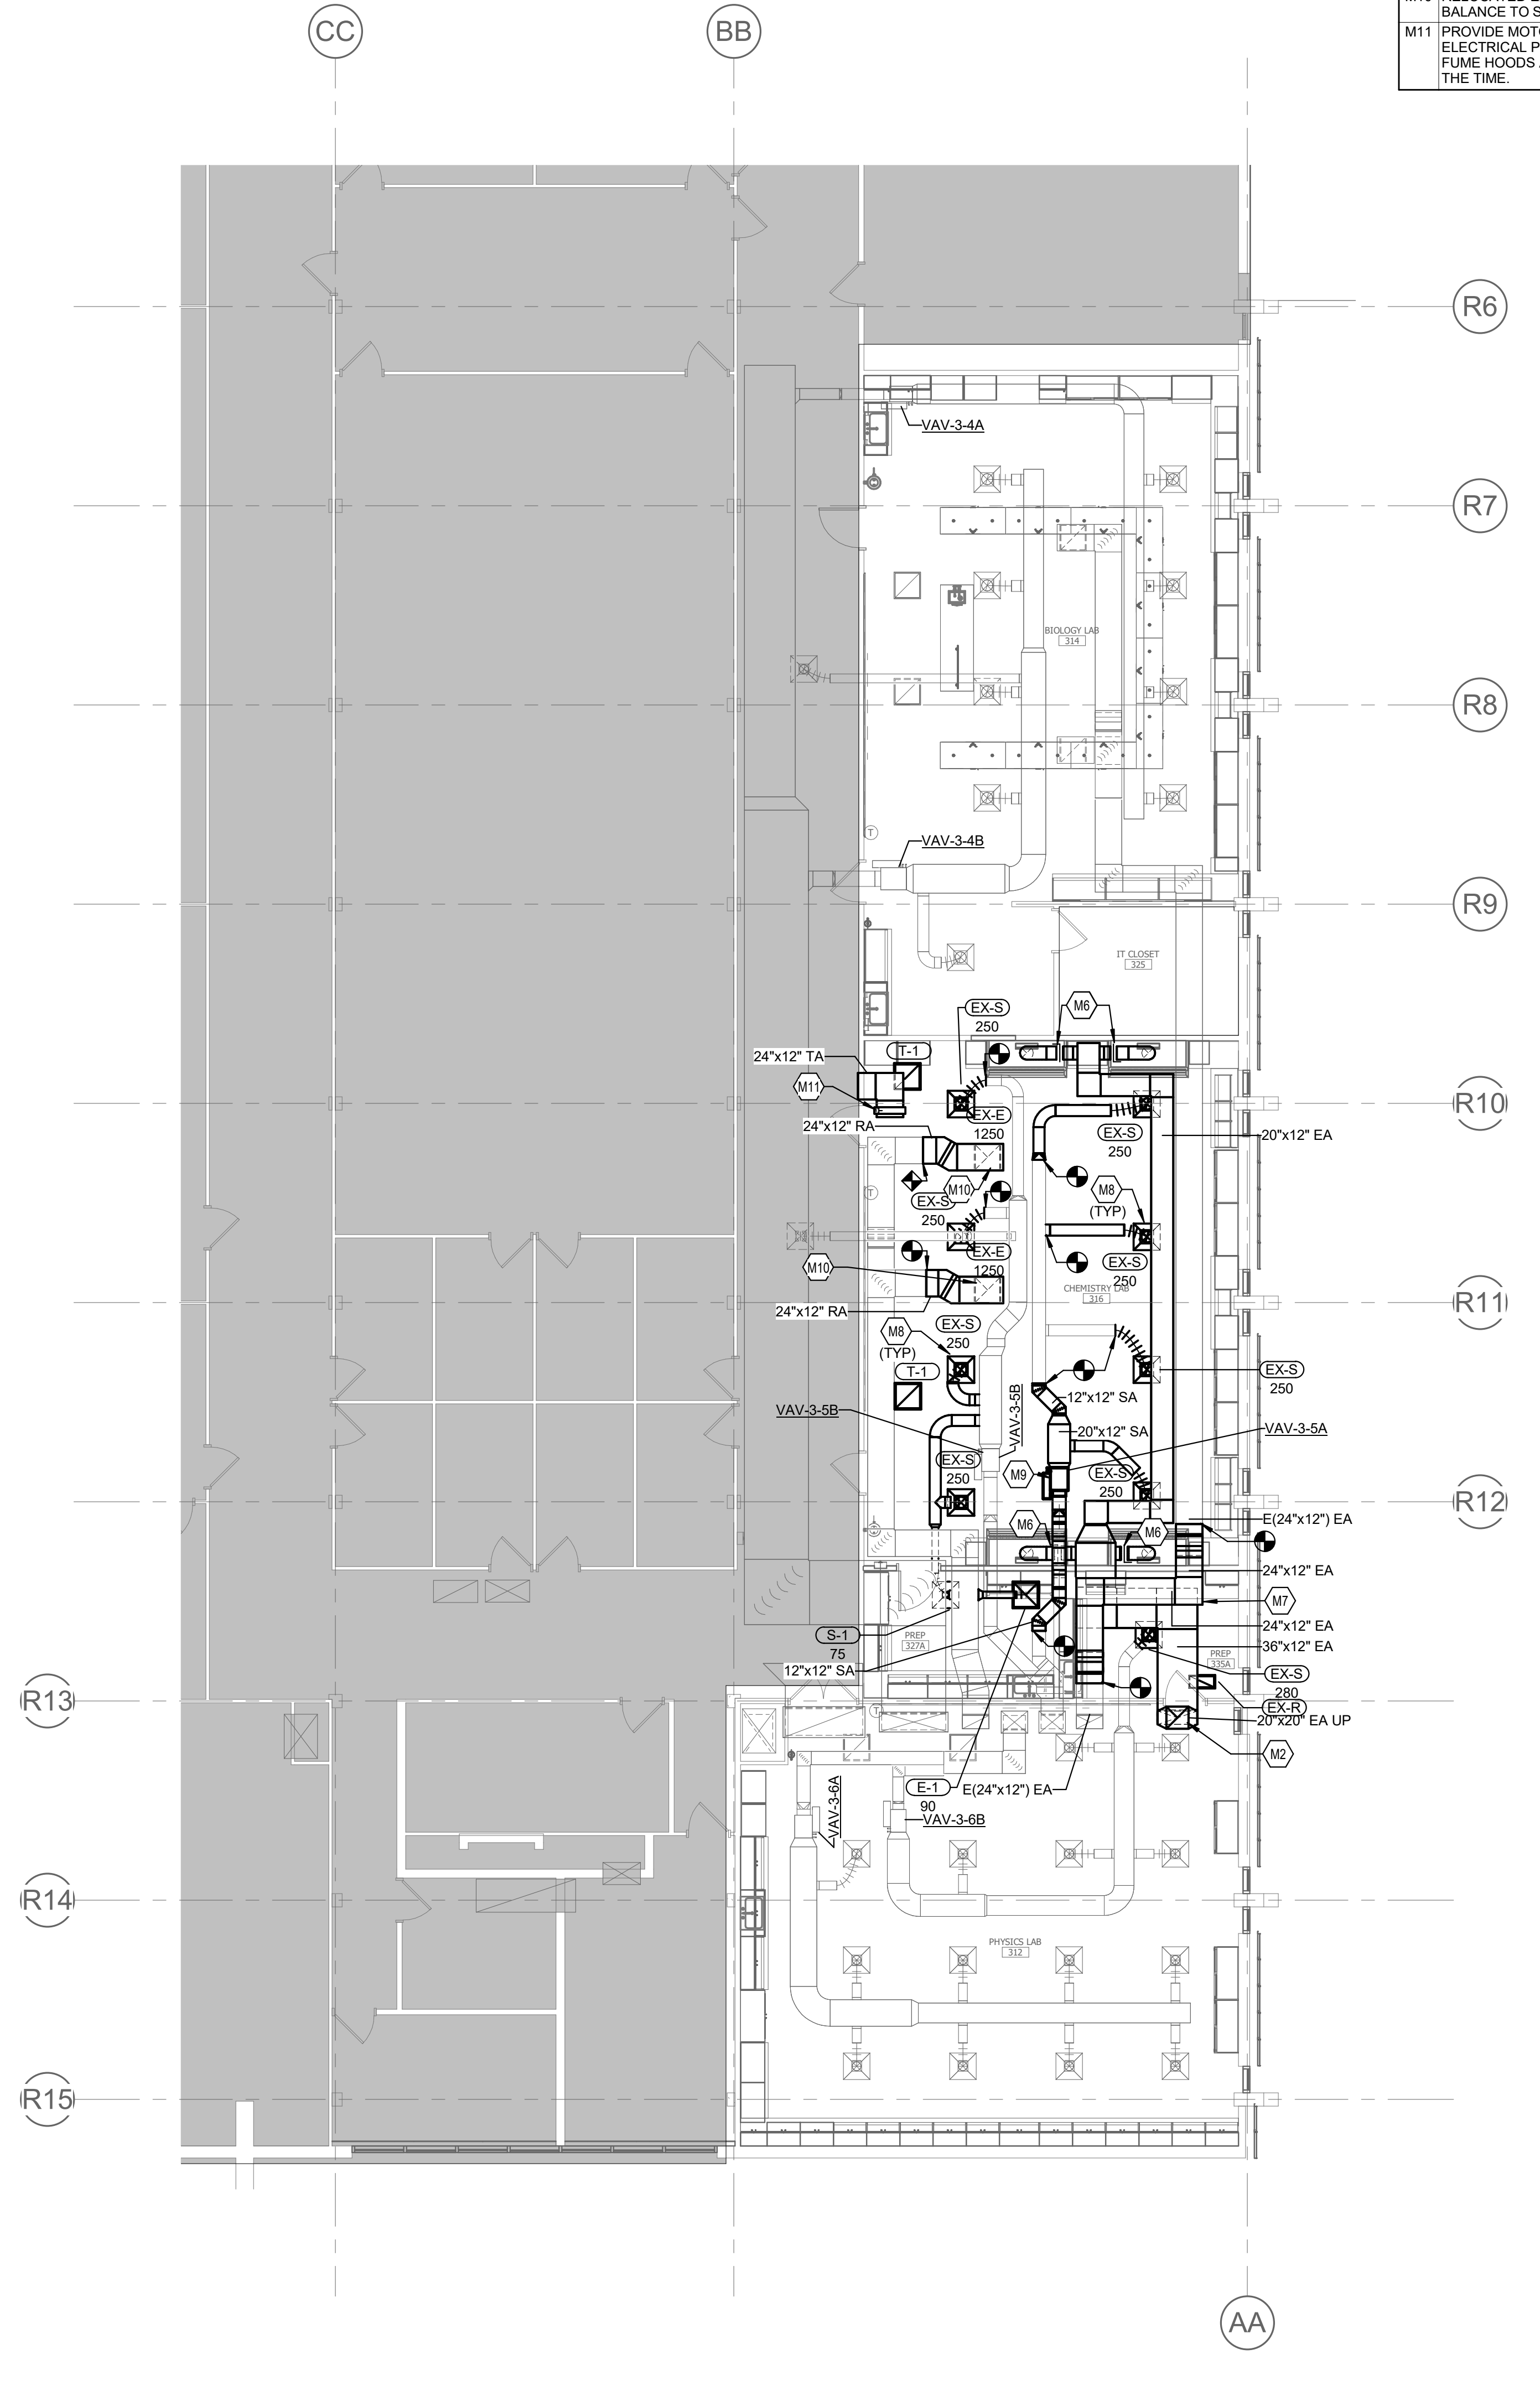 CC
BB
BALANCE TO S
M11 PROVIDE MOT
ELECTRICAL P
FUME HOODS
THE TIME.
R6
VAV-3-4A
R7
BIOLOGY LAB
314
R8
T
VAV-3-4B
R9
IT CLOSET
325
EX-S
250
M6
T-1
24"x12" TA
M11
R10
EX-E
1250
24"x12" RA
EX-S
250
20"x12" EA
M10
T
EX-S
250
M8
(TYP)
EX-E
1250
M10
EX-S
250
CHEMISTRY LAB
316
R11
24"x12" RA
EX-S
250
M8
(TYP)
T-1
EX-S
250
12"x12" SA
VAV-3-5B
VAV-3-5B
20"x12" SA
VAV-3-5A
EX-S
250
M9
EX-S
250
R12
M6
M6
E(24"x12") EA
24"x12" EA
M7
S-1
75
PREP
327A
24"x12" EA
36"x12" EA
PREP
335A
12"x12" SA
EX-S
280
R13
R13
T
EX-R
20"x20" EA UP
M2
E-1
90
E(24"x12") EA
VAV-3-6A
VAV-3-6B
R14
R14
PHYSICS LAB
312
R15
R15
AA